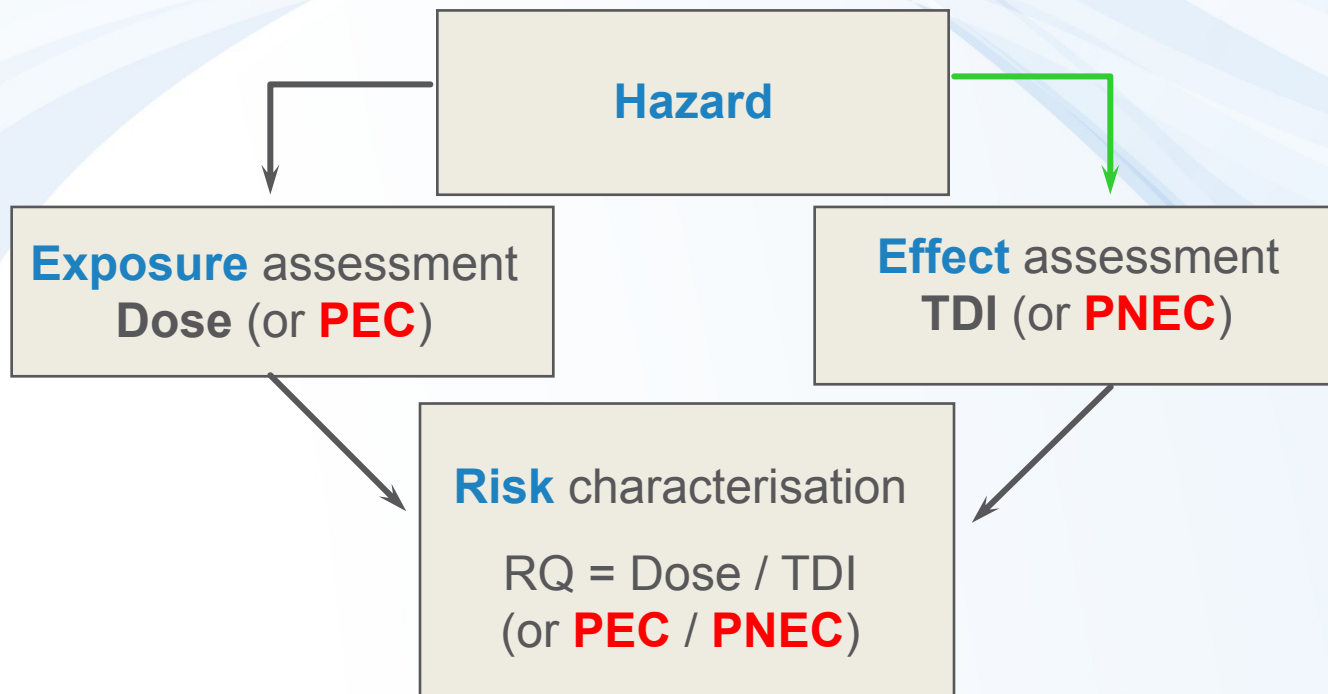 Hazard
Exposure assessment
Dose (or PEC)
Effect assessment
TDI (or PNEC)
Risk characterisation
RQ = Dose / TDI
(or PEC / PNEC)